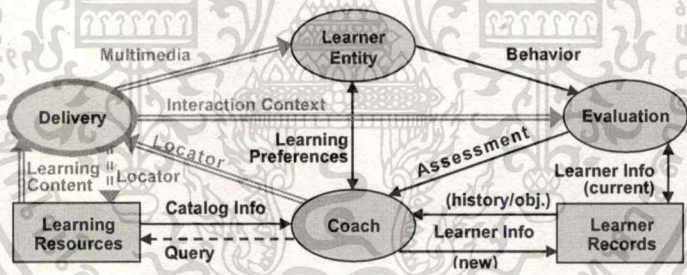 Learner
Entity
Multimedia
Behavior
Delivery
Interaction Context
Evaluation
Learning
Preferences
Locator
Assessment
Learning
Content
Locator
Learner Info
(current)
Learning
Resources
Catalog Info
Query
Coach
(history/obj.)
Learner Info
(new)
Learner
Records